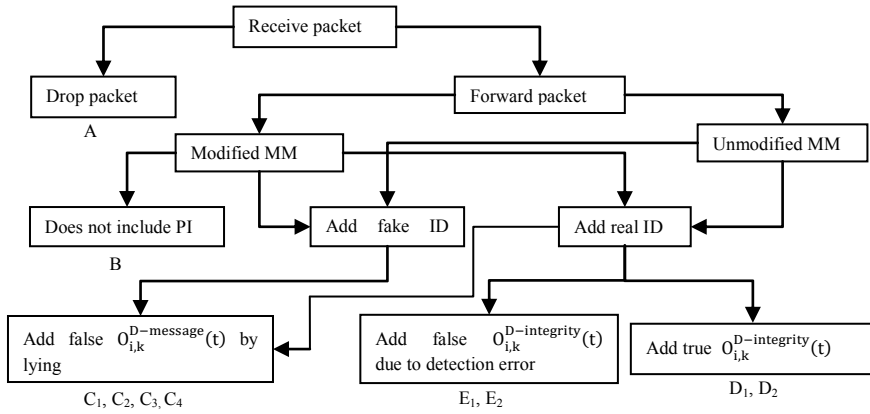 Receive packet
Drop packet
Forward packet
A
Modified MM
Unmodified MM
Does not include PI
Add fake ID
Add real ID
B
Add false O_{i,k}^{D−message}(t) by
lying
Add false O_{i,k}^{D−integrity}(t)
due to detection error
Add true O_{i,k}^{D−integrity}(t)
C₁, C₂, C₃, C₄
E₁, E₂
D₁, D₂